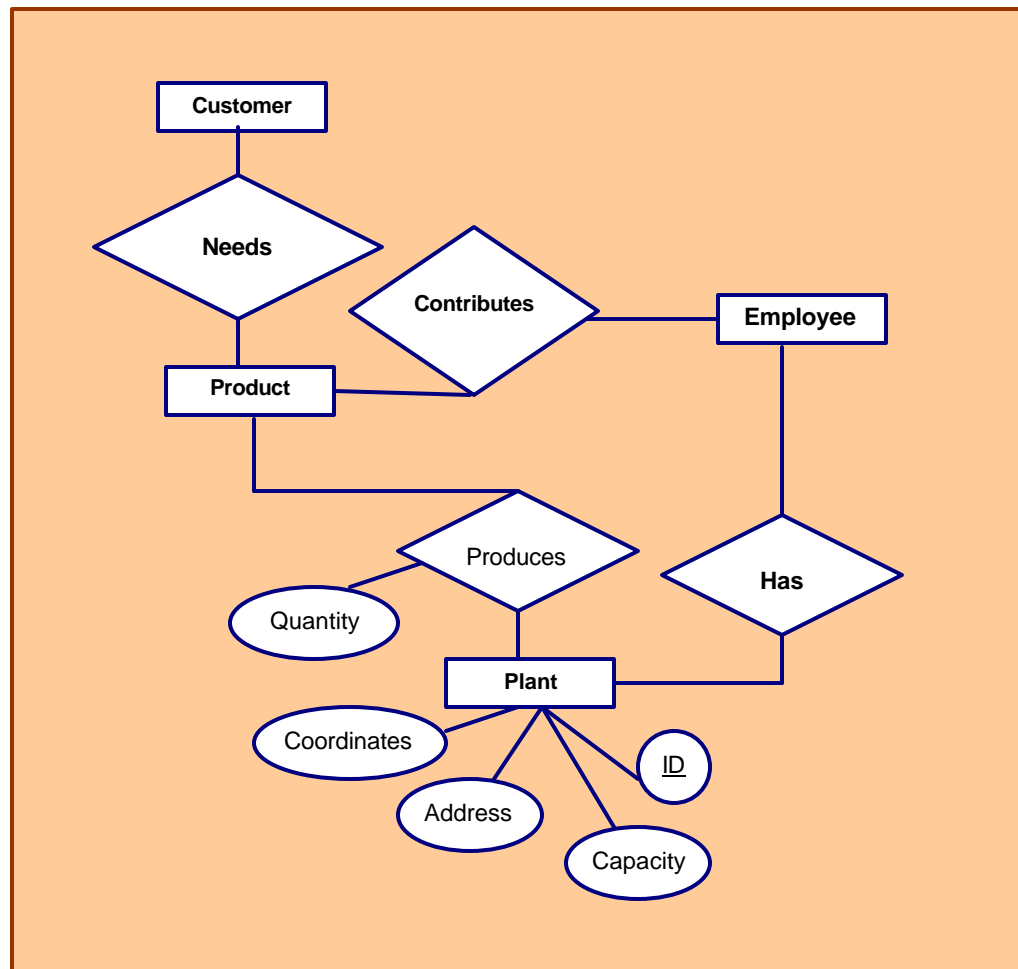 Customer
Needs
Contributes
Employee
Product
Produces
Has
Quantity
Plant
Coordinates
ID
Address
Capacity